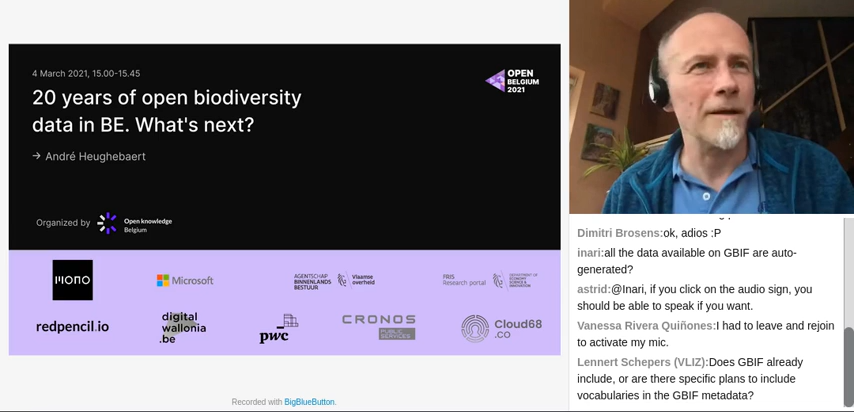 4 March 2021, 15.00-15.45
OPEN
BELGIUM
2021
20 years of open biodiversity
data in BE. What's next?
→ André Heughebaert
Organized by
Open knowledge
Belgium
Microsoft
AGENTSCHAP
BINNENLANDS
BESTUUR
Vlaamse
overheid
FRIS
Research portal
DEPARTMENT OF
ECONOMY
SCIENCE &
INNOVATION
redpencil.io
digital
wallonia
.be
pwc
CRONOS
PUBLIC
SERVICES
Cloud68
.CO
Recorded with BigBlueButton.
Dimitri Brosens:ok, adios :P
inari:all the data available on GBIF are auto-
generated?
astrid:@Inari, if you click on the audio sign, you
should be able to speak if you want.
Vanessa Rivera Quiñones:I had to leave and rejoin
to activate my mic.
Lennert Schepers (VLIZ):Does GBIF already
include, or are there specific plans to include
vocabularies in the GBIF metadata?